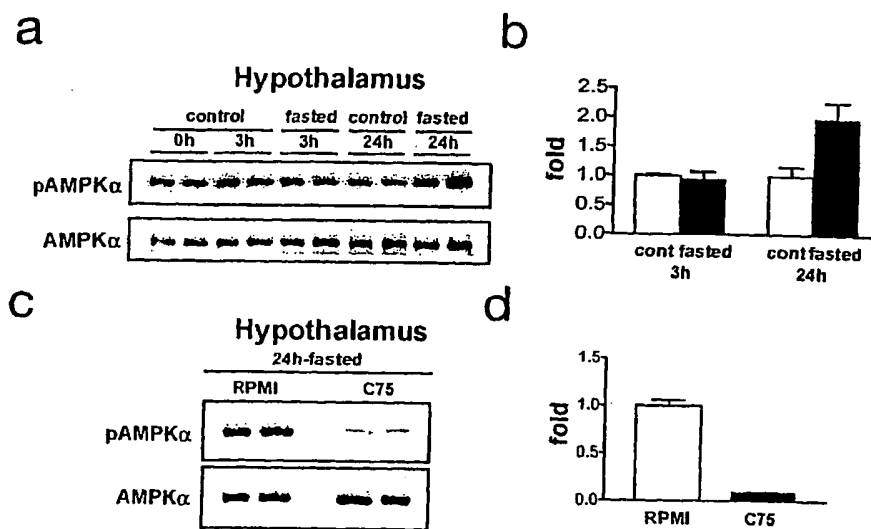 a
Hypothalamus
control fasted control fasted
0h 3h 3h 24h 24h
pAMPKα
AMPKα
b
fold
2.5
2.0
1.5
1.0
0.5
0.0
cont fasted cont fasted
3h 24h
c
Hypothalamus
24h-fasted
RPMI C75
pAMPKα
AMPKα
d
fold
1.5
1.0
0.5
0.0
RPMI C75